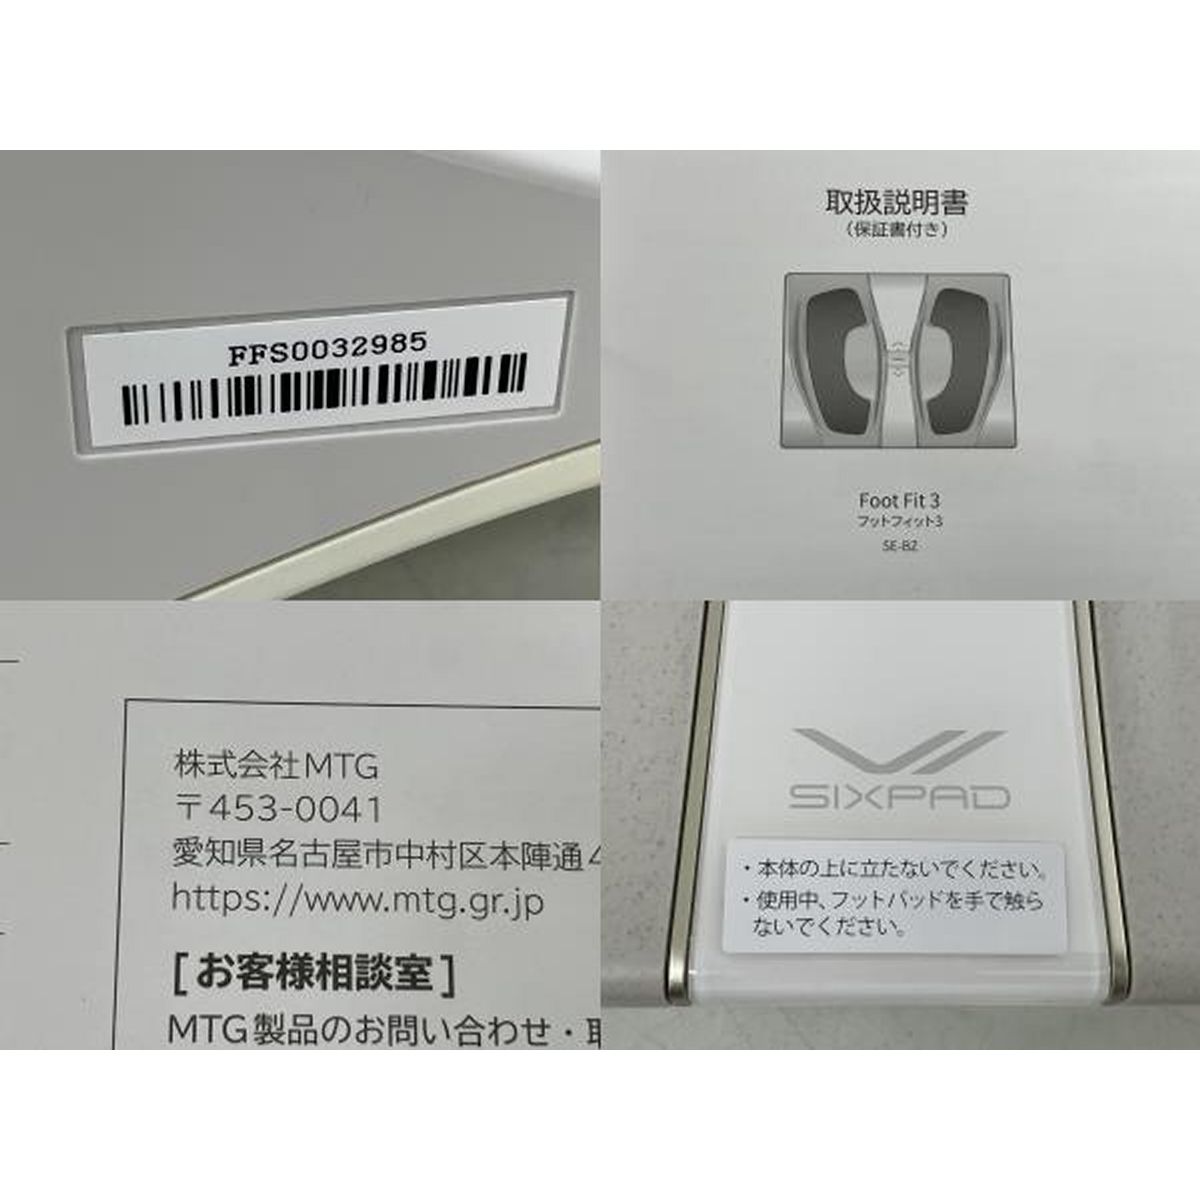 FFS0032985
取扱説明書
（保証書付き）
Foot Fit 3
フットフィット3
SE-BZ
株式会社MTG
〒453-0041
愛知県名古屋市中村区本陣通4
https://www.mtg.gr.jp
[お客様相談室]
MTG製品のお問い合わせ・取
SIXPAD
・本体の上に立たないでください。
・使用中、フットパッドを手で触ら
ないでください。